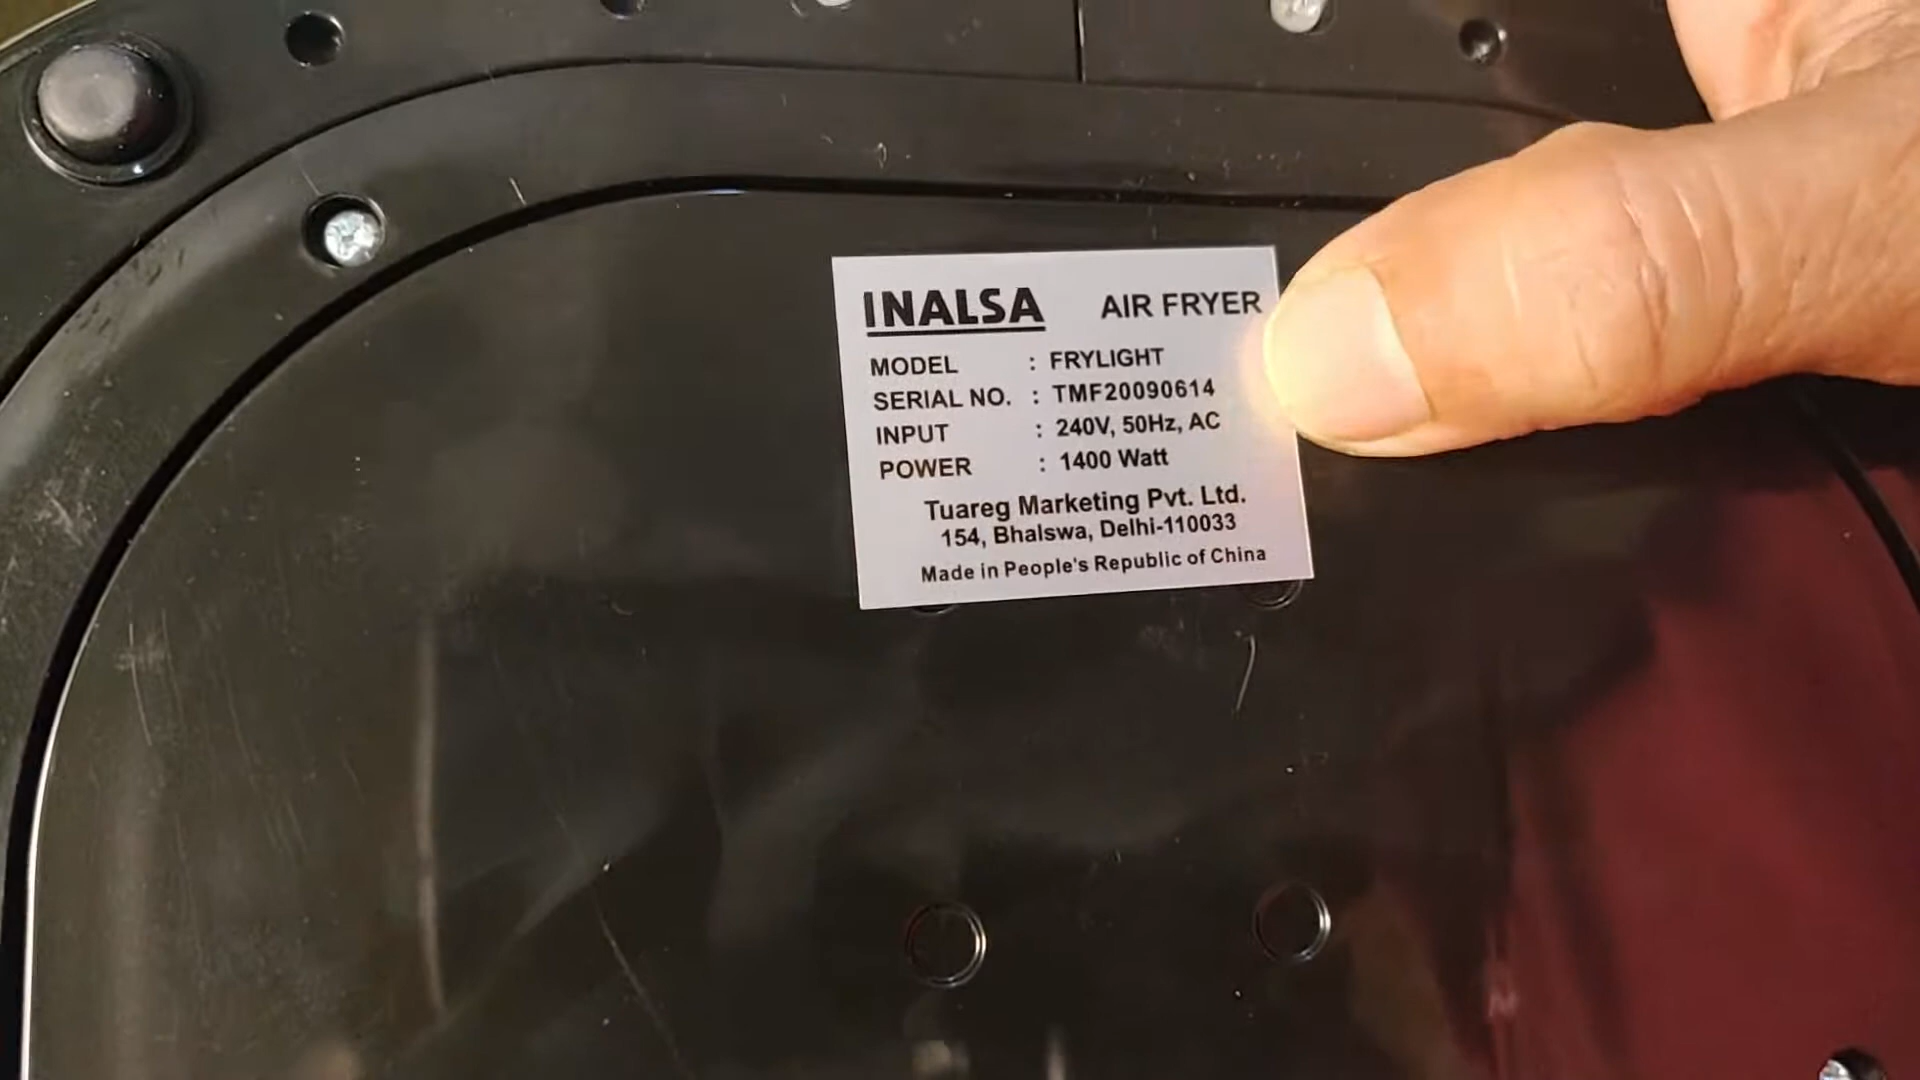 INALSA AIR FRYER
MODEL : FRYLIGHT
SERIAL NO. : TMF20090614
INPUT : 240V, 50Hz, AC
POWER : 1400 Watt
Tuareg Marketing Pvt. Ltd.
154, Bhalswa, Delhi-110033
Made in People's Republic of China